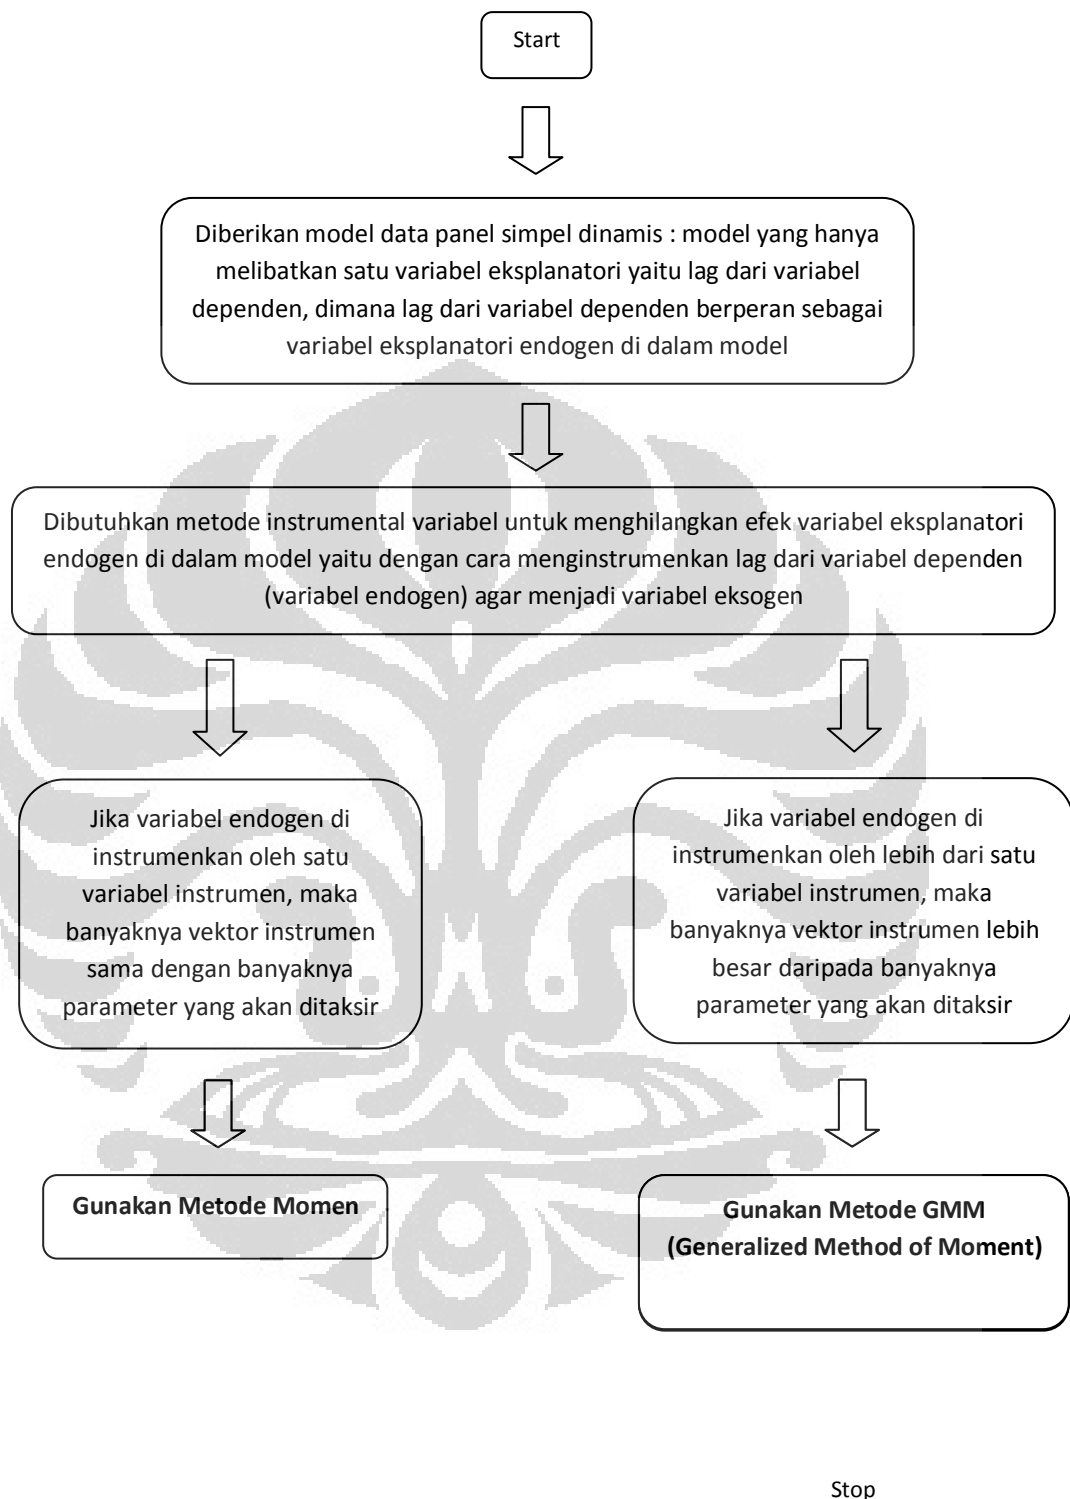 Start
Diberikan model data panel simpel dinamis : model yang hanya
melibatkan satu variabel eksplanatori yaitu lag dari variabel
dependen, dimana lag dari variabel dependen berperan sebagai
variabel eksplanatori endogen di dalam model
Dibutuhkan metode instrumental variabel untuk menghilangkan efek variabel eksplanatori
endogen di dalam model yaitu dengan cara menginstrumenkan lag dari variabel dependen
(variabel endogen) agar menjadi variabel eksogen
Jika variabel endogen di
instrumenkan oleh satu
variabel instrumen, maka
banyaknya vektor instrumen
sama dengan banyaknya
parameter yang akan ditaksir
Jika variabel endogen di
instrumenkan oleh lebih dari satu
variabel instrumen, maka
banyaknya vektor instrumen lebih
besar daripada banyaknya
parameter yang akan ditaksir
Gunakan Metode Momen
Gunakan Metode GMM
(Generalized Method of Moment)
Stop